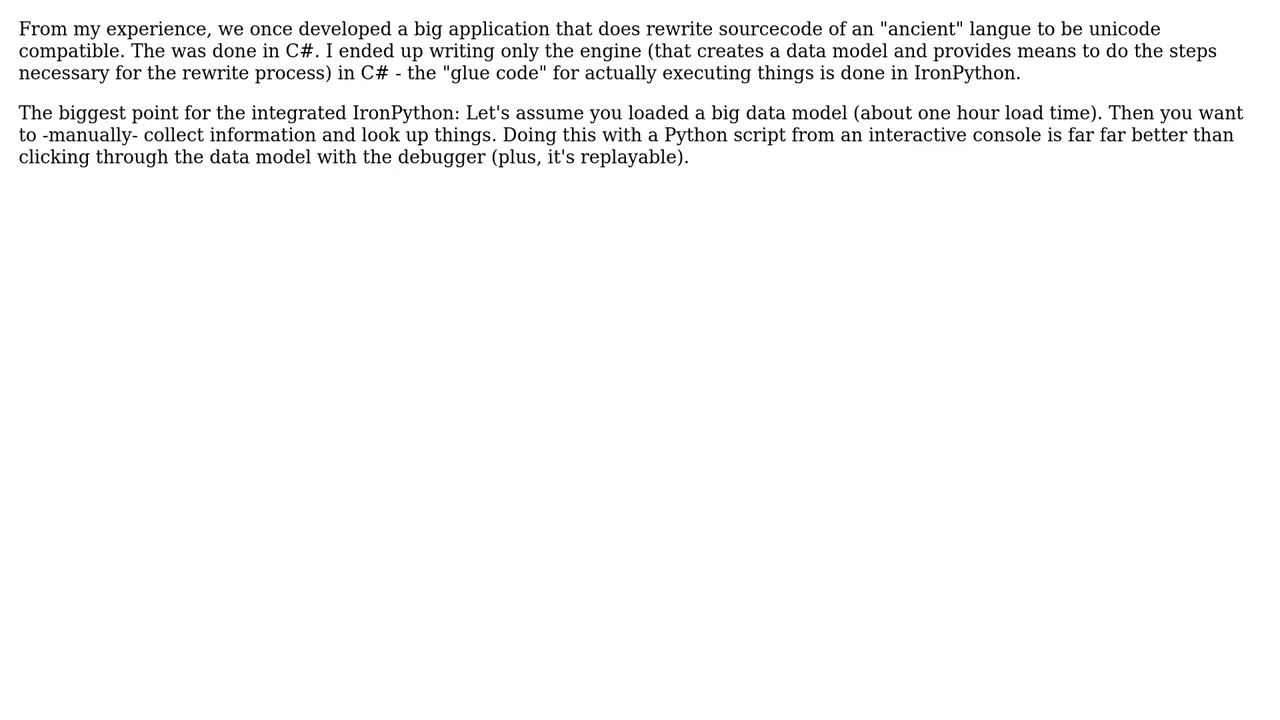 From my experience, we once developed a big application that does rewrite sourcecode of an "ancient" langue to be unicode
compatible. The was done in C#. I ended up writing only the engine (that creates a data model and provides means to do the steps
necessary for the rewrite process) in C# - the "glue code" for actually executing things is done in IronPython.
The biggest point for the integrated IronPython: Let's assume you loaded a big data model (about one hour load time). Then you want
to -manually- collect information and look up things. Doing this with a Python script from an interactive console is far far better than
clicking through the data model with the debugger (plus, it's replayable).